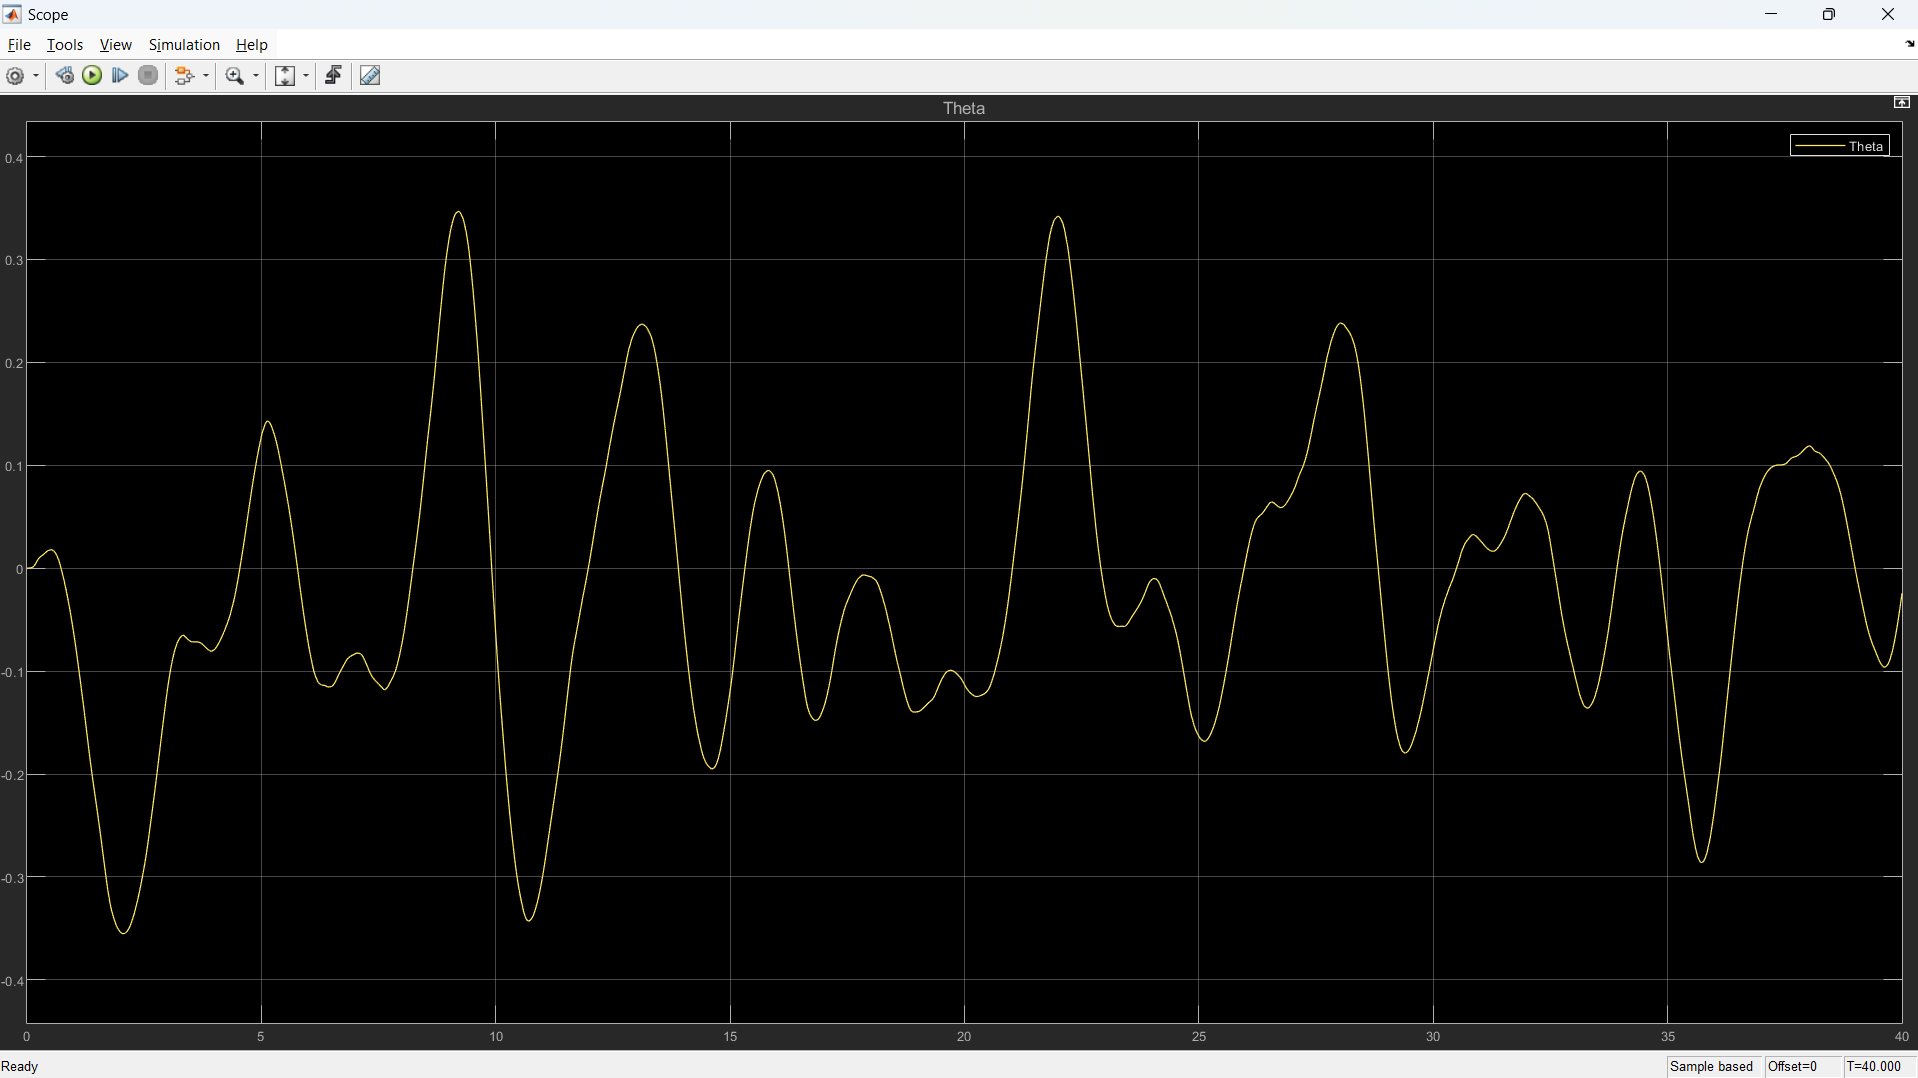 Scope
File Tools View Simulation Help
Theta
Theta
0.4
0.3
0.2
0.1
0
-0.1
-0.2
-0.3
-0.4
0 5 10 15 20 25 30 35 40
Ready Sample based Offset=0 T=40.000